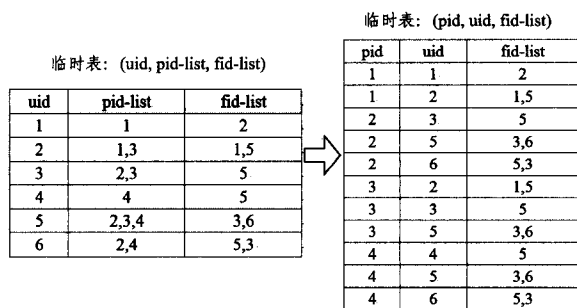 临时表: (uid, pid-list, fid-list)
uid pid-list fid-list
1 1 2
2 1,3 1,5
3 2,3 5
4 4 5
5 2,3,4 3,6
6 2,4 5,3
临时表: (pid, uid, fid-list)
pid uid fid-list
1 1 2
1 2 1,5
2 3 5
2 5 3,6
2 6 5,3
3 2 1,5
3 3 5
3 5 3,6
4 4 5
4 5 3,6
4 6 5,3